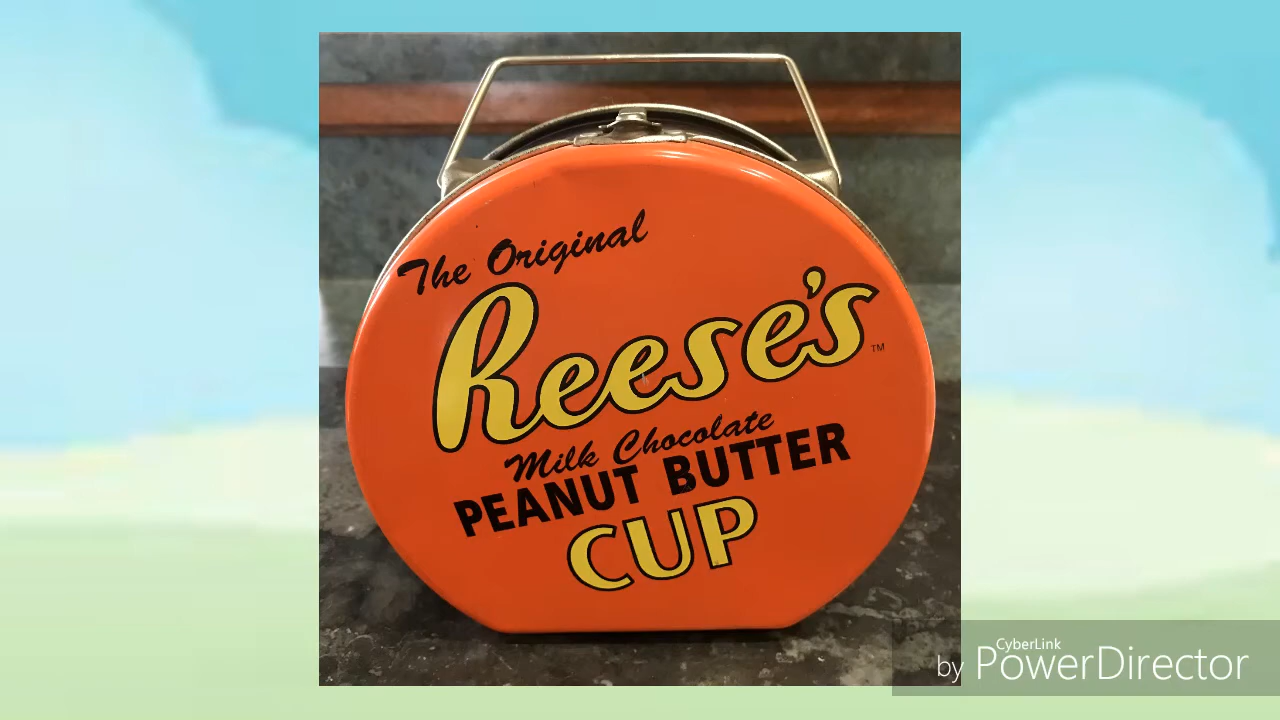 The Original
Reese's
TM
Milk Chocolate
PEANUT BUTTER
CUP
CyberLink
by PowerDirector